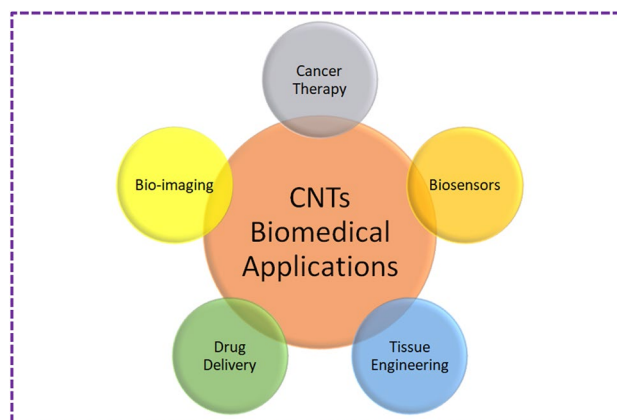 Cancer
Therapy
Bio-imaging
CNTs
Biomedical
Applications
Biosensors
Drug
Delivery
Tissue
Engineering